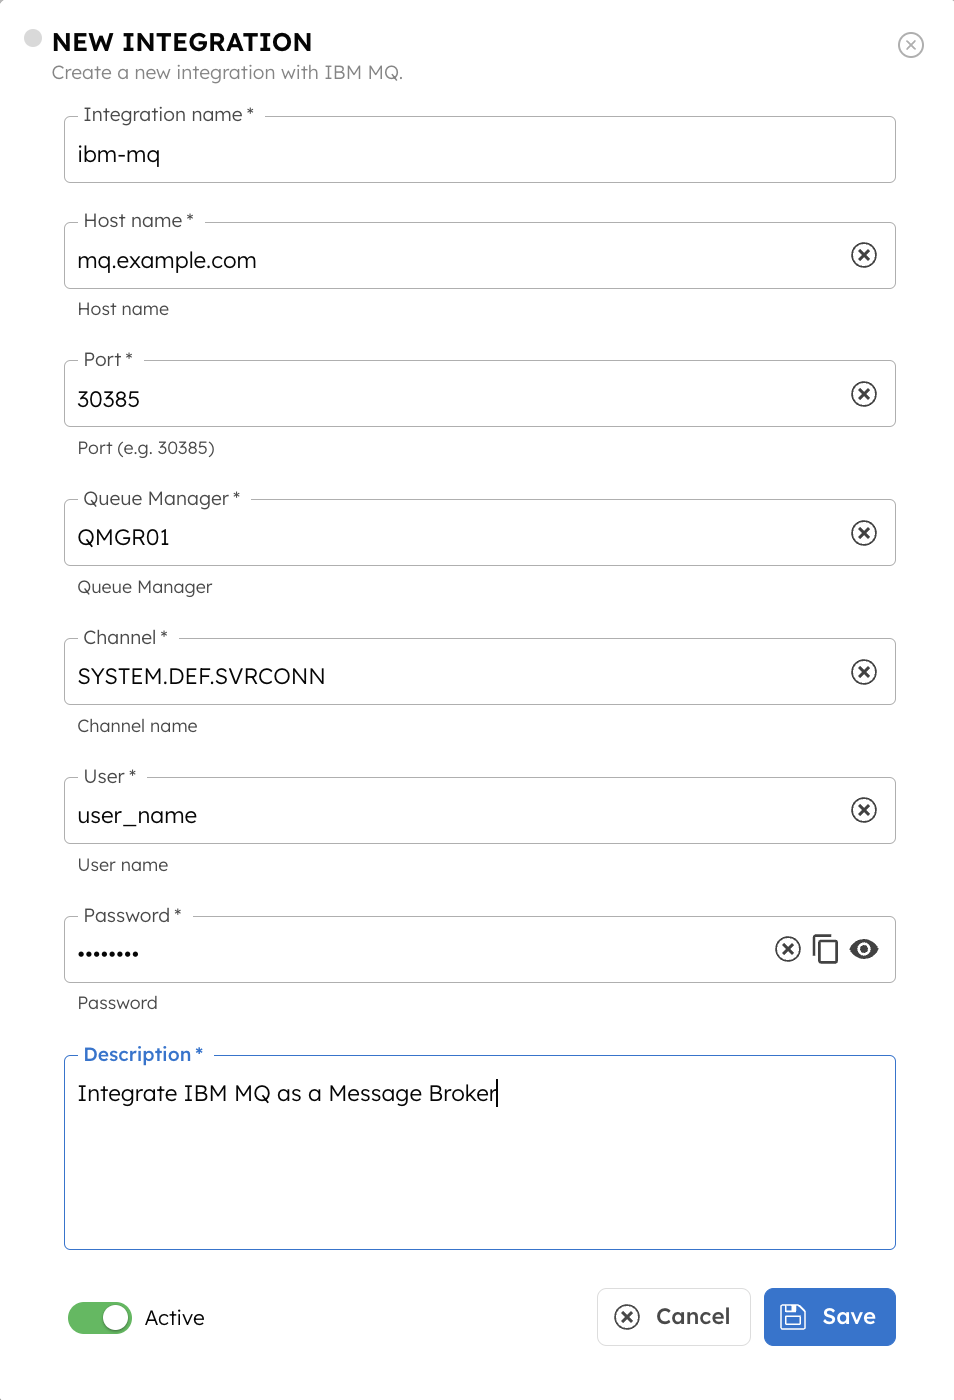 NEW INTEGRATION
Create a new integration with IBM MQ.
Integration name *
ibm-mq
Host name *
mq.example.com
Host name
Port *
30385
Port (e.g. 30385)
Queue Manager *
QMGR01
Queue Manager
Channel *
SYSTEM.DEF.SVRCONN
Channel name
User *
user_name
User name
Password *
••••••••
Password
Description *
Integrate IBM MQ as a Message Broker
Active
Cancel
Save